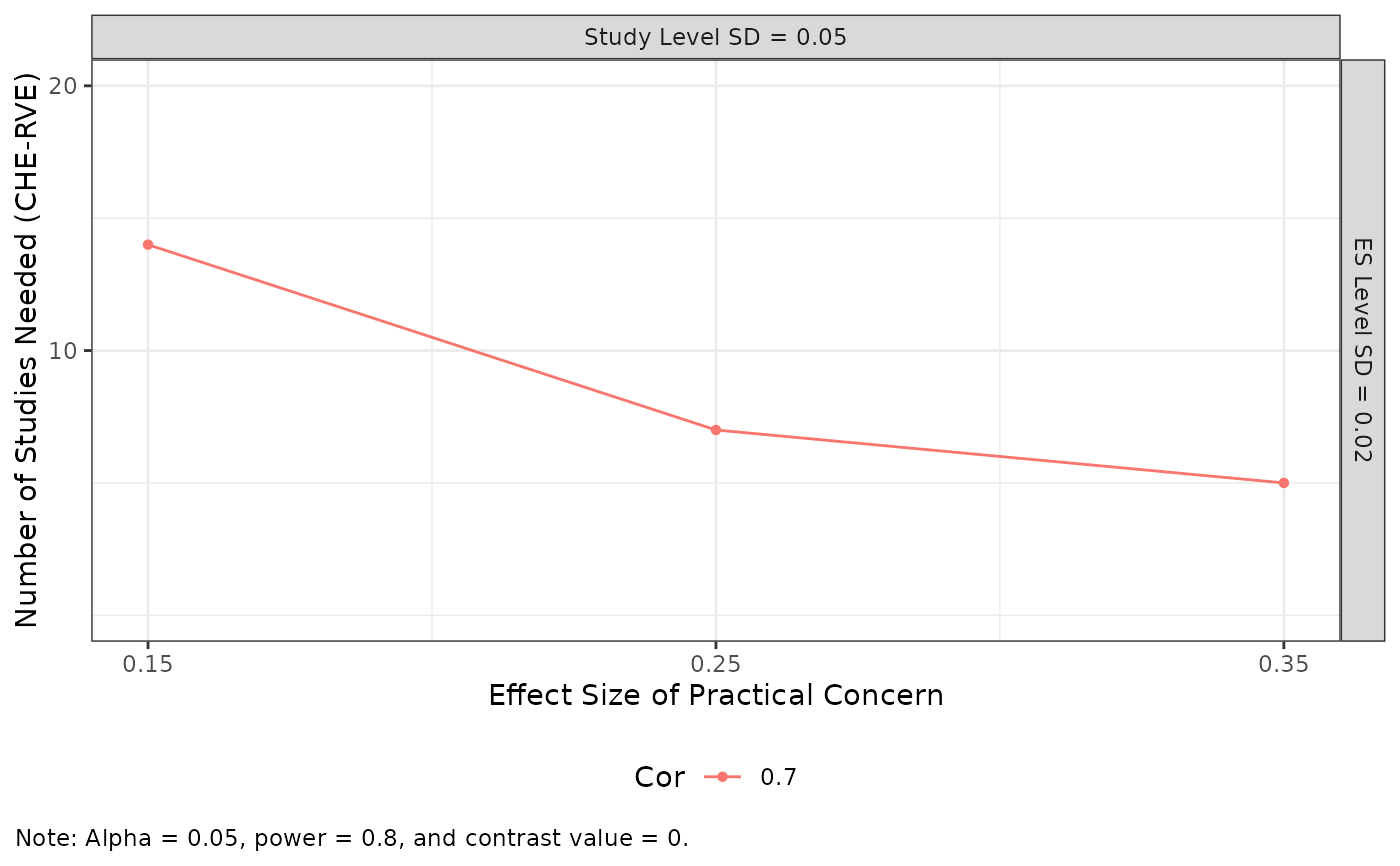 Study Level SD = 0.05
ES Level SD = 0.02
Number of Studies Needed (CHE-RVE)
20
10
0.15 0.25 0.35
Effect Size of Practical Concern
Cor 0.7
Note: Alpha = 0.05, power = 0.8, and contrast value = 0.